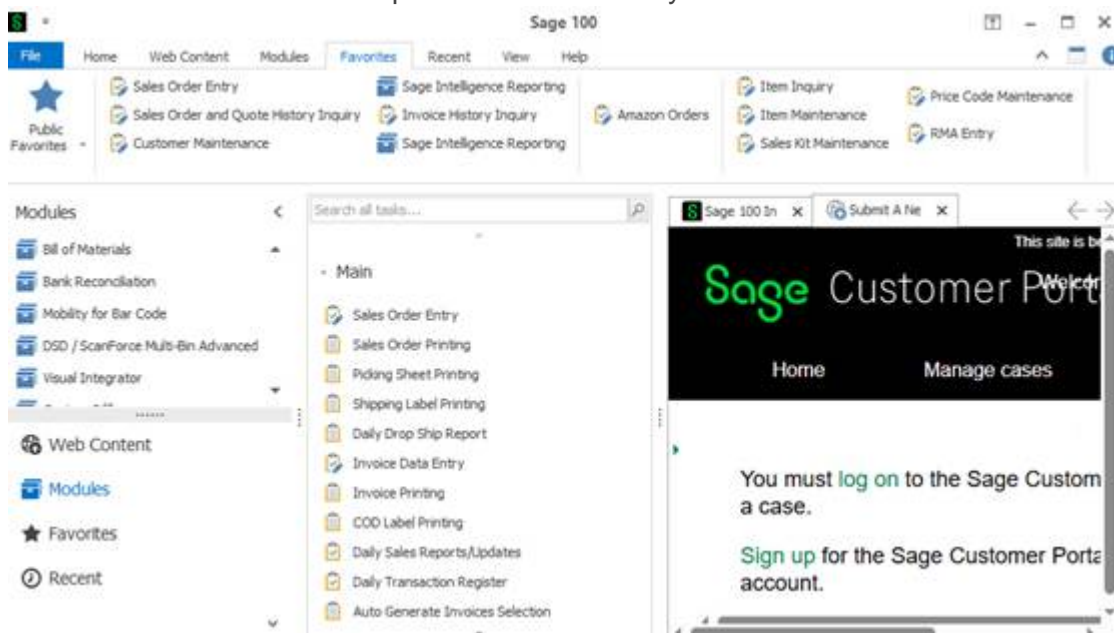 Sage 100
File Home Web Content Modules Favorites Recent View Help
Public Favorites
Sales Order Entry
Sales Order and Quote History Inquiry
Customer Maintenance
Sage Intelligence Reporting
Invoice History Inquiry
Sage Intelligence Reporting
Amazon Orders
Item Inquiry
Item Maintenance
Sales Kit Maintenance
Price Code Maintenance
RMA Entry
Modules
Bill of Materials
Bank Reconciliation
Mobility for Bar Code
DSD / ScanForce Multi-Bin Advanced
Visual Integrator
Web Content
Modules
Favorites
Recent
Search all tasks...
Main
Sales Order Entry
Sales Order Printing
Picking Sheet Printing
Shipping Label Printing
Daily Drop Ship Report
Invoice Data Entry
Invoice Printing
COD Label Printing
Daily Sales Reports/Updates
Daily Transaction Register
Auto Generate Invoices Selection
Sage 100 In
Submit A Ne
This site is be
Sage Customer Port
Welcor
Home Manage cases
You must log on to the Sage Custom
a case.
Sign up for the Sage Customer Porta
account.